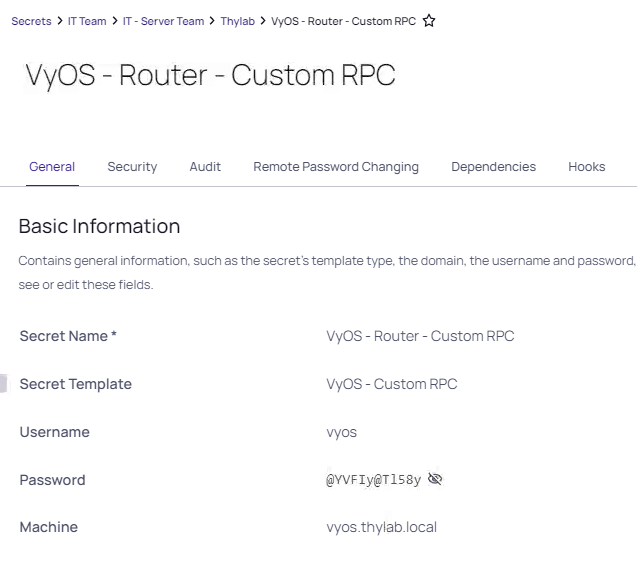 Secrets > IT Team > IT - Server Team > Thylab > VyOS - Router - Custom RPC
VyOS - Router - Custom RPC
General Security Audit Remote Password Changing Dependencies Hooks
Basic Information
Contains general information, such as the secret's template type, the domain, the username and password,
see or edit these fields.
Secret Name * VyOS - Router - Custom RPC
Secret Template VyOS - Custom RPC
Username vyos
Password @YVFIy@Tl58y
Machine vyos.thylab.local